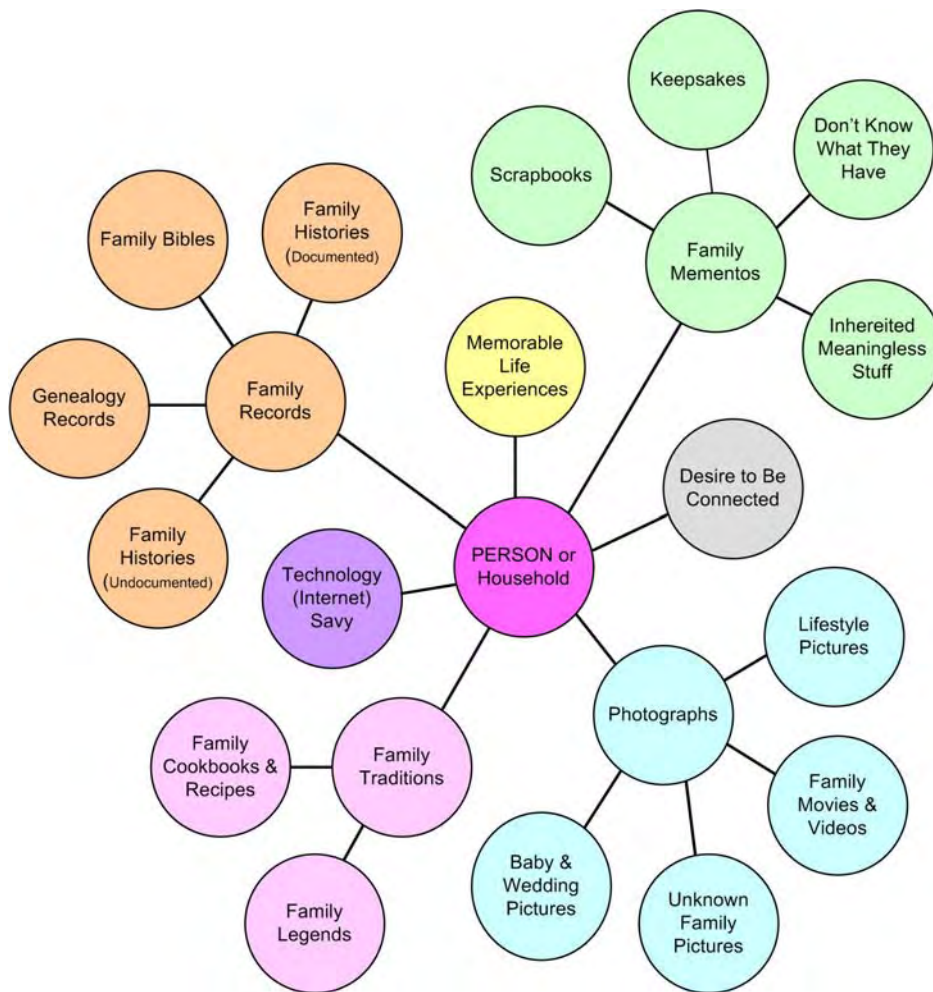 Keepsakes
Don't Know
What They
Have
Scrapbooks
Family
Mementos
Inhereited
Meaningless
Stuff
Family Bibles
Family
Histories
(Documented)
Genealogy
Records
Family
Records
Family
Histories
(Undocumented)
Memorable
Life
Experiences
Desire to Be
Connected
PERSON or
Household
Technology
(Internet)
Savy
Lifestyle
Pictures
Photographs
Family
Movies &
Videos
Baby &
Wedding
Pictures
Unknown
Family
Pictures
Family
Cookbooks &
Recipes
Family
Traditions
Family
Legends